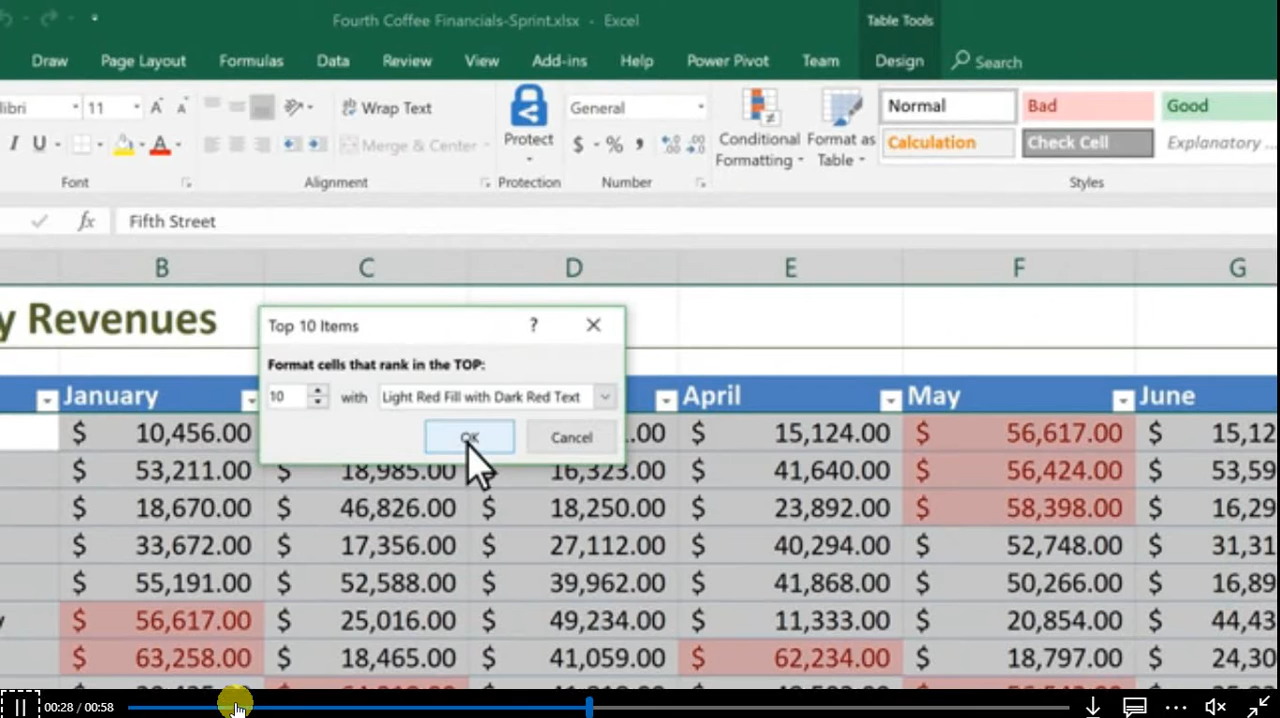 Fourth Coffee Financials-Sprint.xlsx - Excel
Table Tools
Draw Page Layout Formulas Data Review View Add-ins Help Power Pivot Team Design Search
libri 11 A A Wrap Text Protect General Conditional Formatting Format as Table Normal Bad Good
I U A Merge & Center $ % , Calculation Check Cell Explanatory ...
Font Alignment Protection Number Styles
fx Fifth Street
B C D E F G
y Revenues
Top 10 Items ? X
Format cells that rank in the TOP:
10 with Light Red Fill with Dark Red Text
OK Cancel
January April May June
$ 10,456.00 .00 $ 15,124.00 $ 56,617.00 $ 15,12
$ 53,211.00 $ 18,985.00 $ 16,323.00 $ 41,640.00 $ 56,424.00 $ 53,59
$ 18,670.00 $ 46,826.00 $ 18,250.00 $ 23,892.00 $ 58,398.00 $ 16,29
$ 33,672.00 $ 17,356.00 $ 27,112.00 $ 40,294.00 $ 52,748.00 $ 31,31
$ 55,191.00 $ 52,588.00 $ 39,962.00 $ 41,868.00 $ 50,266.00 $ 16,89
y $ 56,617.00 $ 25,016.00 $ 49,234.00 $ 11,333.00 $ 20,854.00 $ 44,43
$ 63,258.00 $ 18,465.00 $ 41,059.00 $ 62,234.00 $ 18,797.00 $ 24,30
00:28 / 00:58